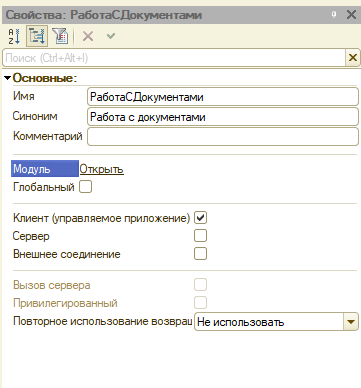 Свойства: РаботаСДокументами
Поиск (Ctrl+Alt+I)
Основные:
Имя РаботаСДокументами
Синоним Работа с документами
Комментарий
Модуль Открыть
Глобальный
Клиент (управляемое приложение)
Сервер
Внешнее соединение
Вызов сервера
Привилегированный
Повторное использование возвращ Не использовать